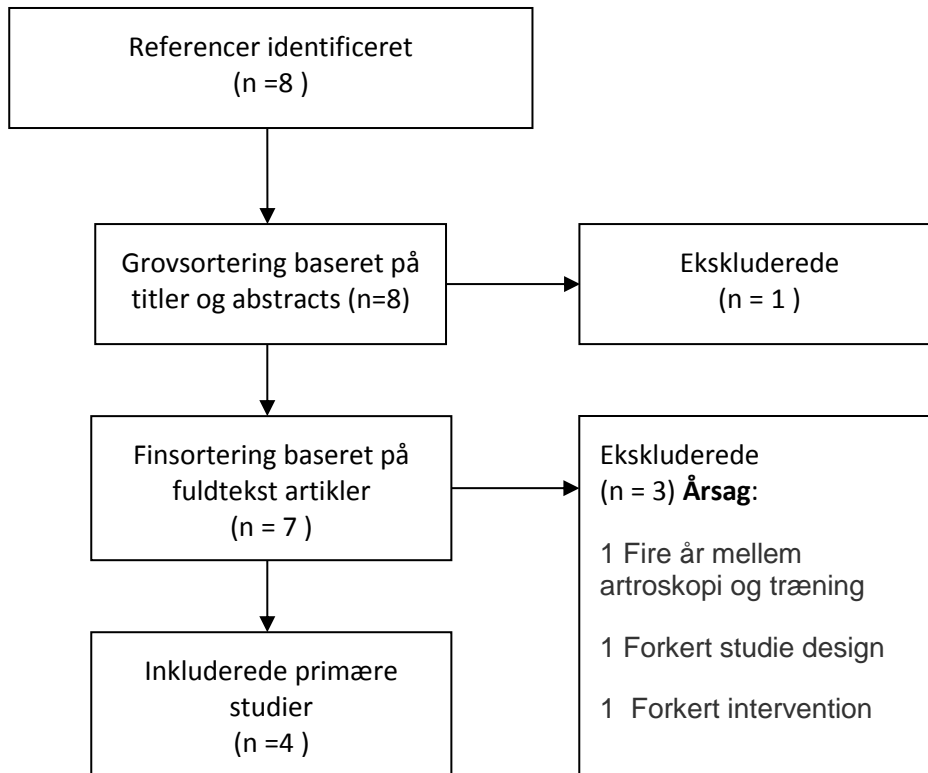 Referencer identificeret
(n =8 )
Grovsortering baseret på
titler og abstracts (n=8)
Ekskluderede
(n = 1 )
Finsortering baseret på
fuldtekst artikler
(n = 7 )
Ekskluderede
(n = 3) Årsag:
1 Fire år mellem
artroskopi og træning
1 Forkert studie design
1  Forkert intervention
Inkluderede primære
studier
(n =4 )